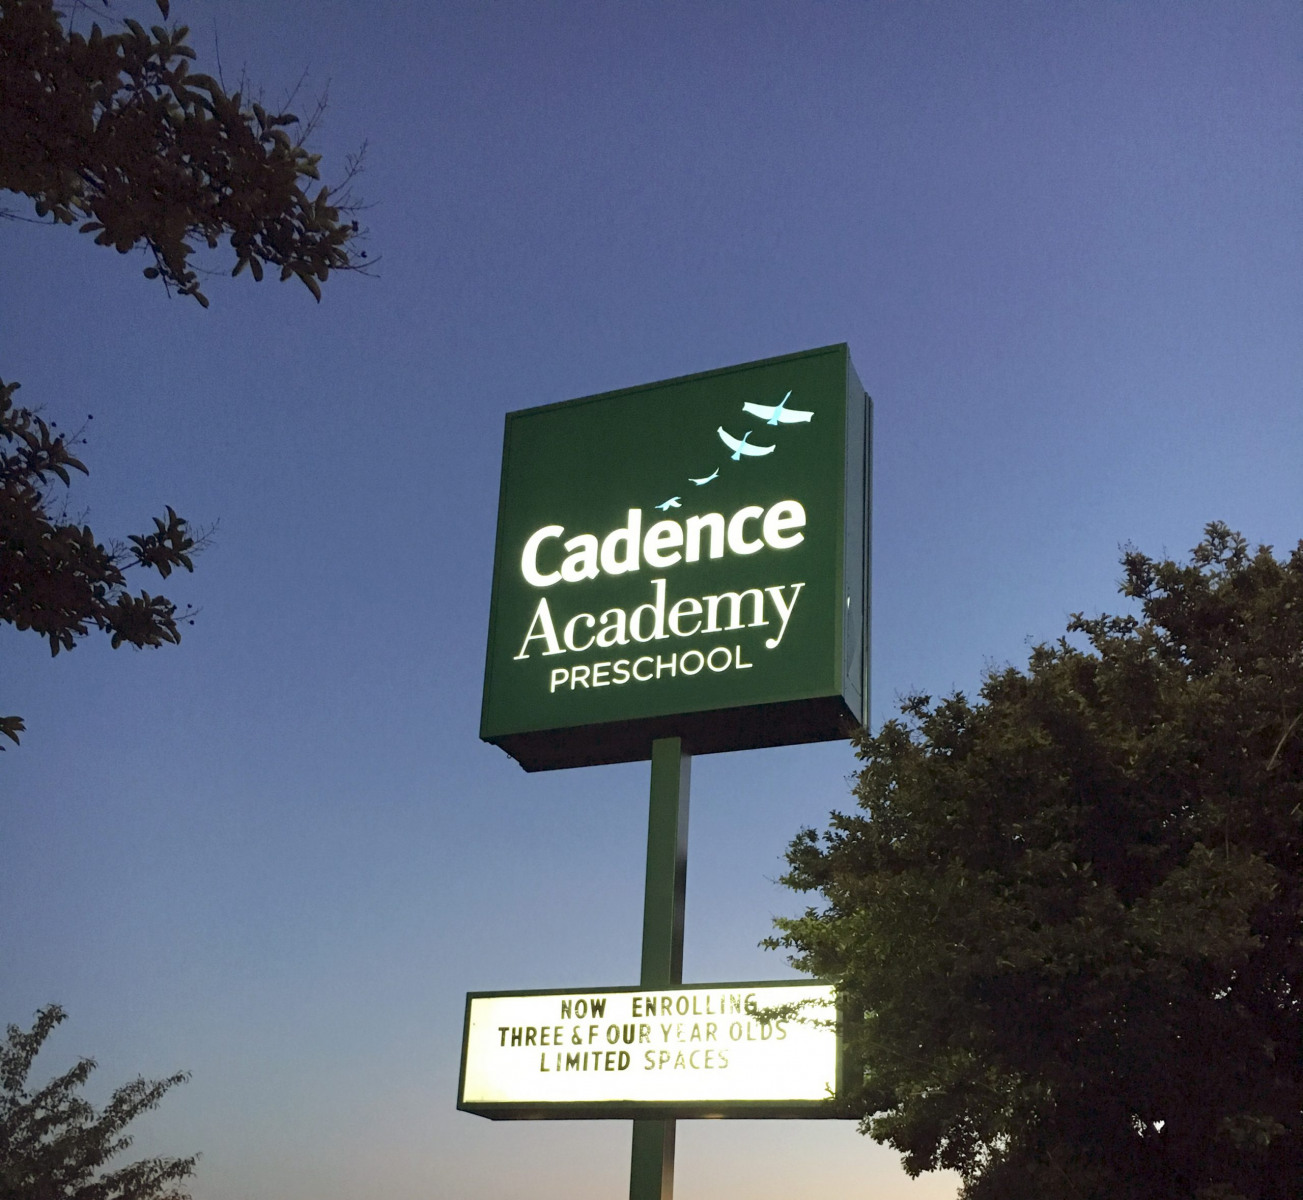 Cadence
Academy
PRESCHOOL
NOW ENROLLING
THREE & FOUR YEAR OLDS
LIMITED SPACES